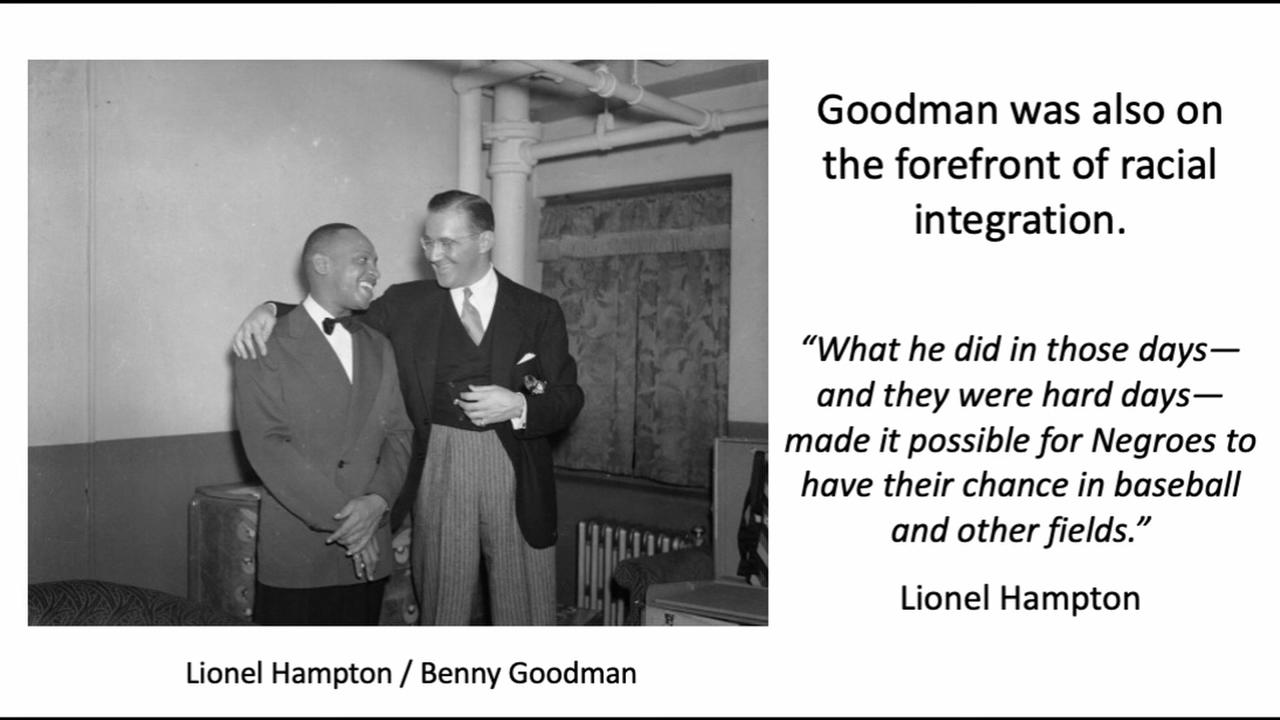 Goodman was also on
the forefront of racial
integration.
“What he did in those days—
and they were hard days—
made it possible for Negroes to
have their chance in baseball
and other fields.”
Lionel Hampton
Lionel Hampton / Benny Goodman